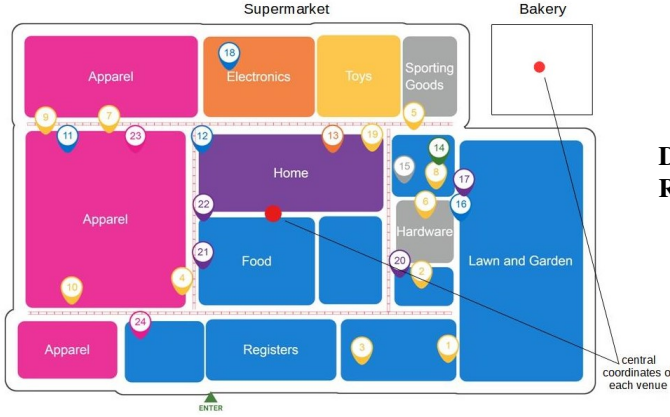 Supermarket
Bakery
Apparel
Electronics
Toys
Sporting
Goods
18
9
7
5
11
23
12
13
19
14
15
8
17
Home
22
6
16
Apparel
Hardware
21
Food
20
2
Lawn and Garden
10
4
24
Apparel
Registers
3
1
ENTER
central
coordinates o
each venue
D
R